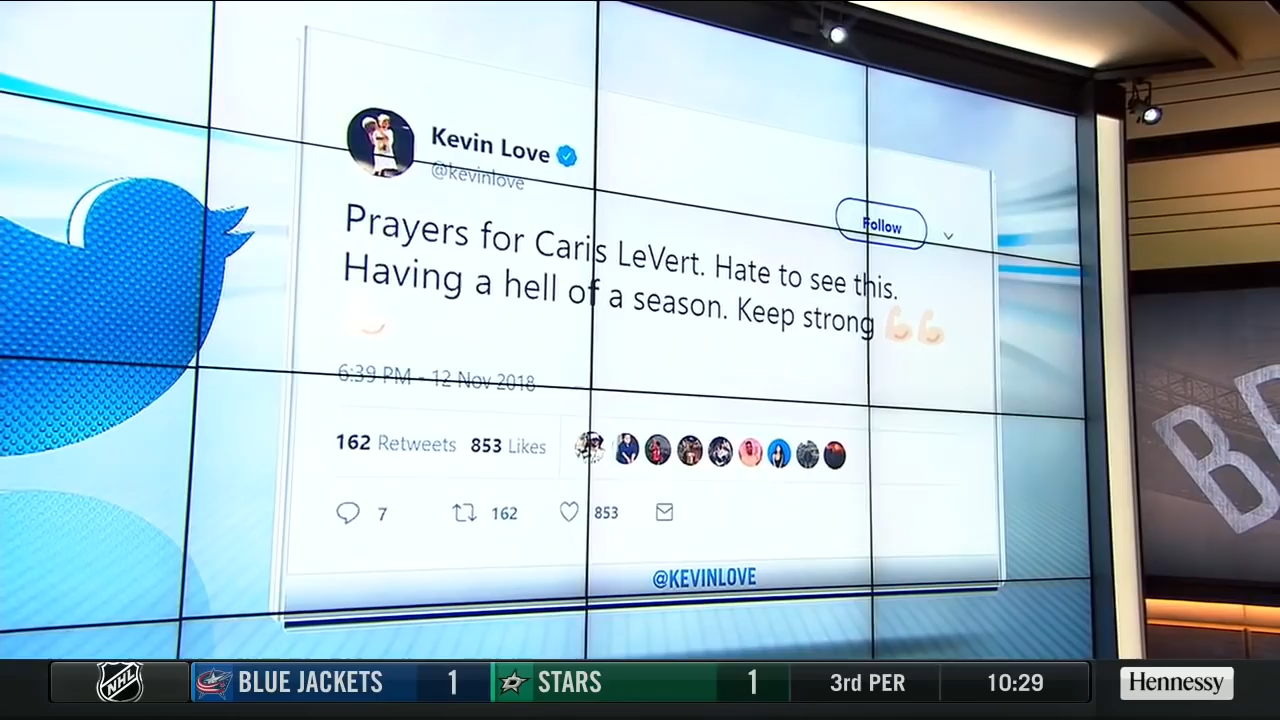 Kevin Love
@kevinlove
Follow
Prayers for Caris LeVert. Hate to see this.
Having a hell of a season. Keep strong 💪🏻💪🏻
💪🏻
6:39 PM - 12 Nov 2018
162 Retweets 853 Likes
7 162 853
@KEVINLOVE
NHL BLUE JACKETS 1 STARS 1 3rd PER 10:29 Hennessy